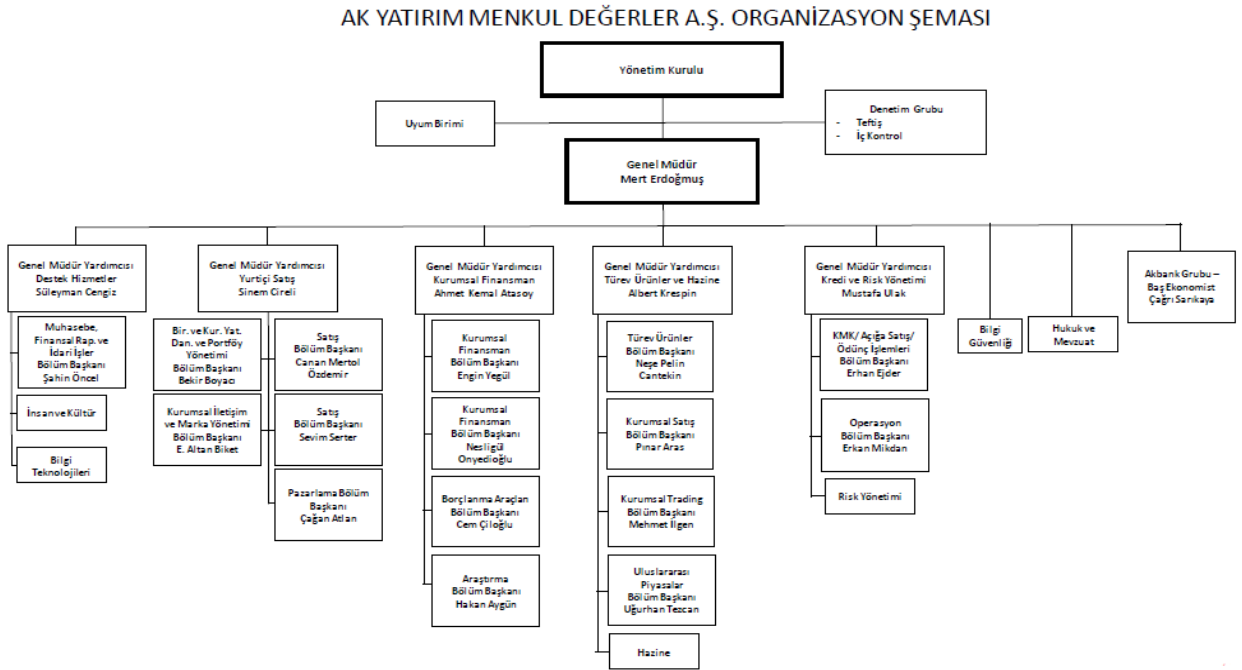 AK YATIRIM MENKUL DEĞERLER A.Ş. ORGANİZASYON ŞEMASI
Yönetim Kurulu
Uyum Birimi
Denetim Grubu
- Teftiş
- İç Kontrol
Genel Müdür
Mert Erdoğmuş
Genel Müdür Yardımcısı
Destek Hizmetler
Süleyman Cengiz
Muhasebe,
Finansal Rap. ve
İdari İşler
Bölüm Başkanı
Şahin Öncel
İnsan ve Kültür
Bilgi
Teknolojileri
Genel Müdür Yardımcısı
Yurtiçi Satış
Sinem Cireli
Bir. ve Kur. Yat.
Dan. ve Portföy
Yönetimi
Bölüm Başkanı
Bekir Boyacı
Kurumsal İletişim
ve Marka Yönetimi
Bölüm Başkanı
E. Altan Biket
Satış
Bölüm Başkanı
Canan Mertol
Özdemir
Satış
Bölüm Başkanı
Sevim Serter
Pazarlama Bölüm
Başkanı
Çağan Atlan
Genel Müdür Yardımcısı
Kurumsal Finansman
Ahmet Kemal Atasoy
Kurumsal
Finansman
Bölüm Başkanı
Engin Yegül
Kurumsal
Finansman
Bölüm Başkanı
Nesligül
Onyedioğlu
Borçlanma Araçları
Bölüm Başkanı
Cem Çiloğlu
Araştırma
Bölüm Başkanı
Hakan Aygün
Genel Müdür Yardımcısı
Türev Ürünler ve Hazine
Albert Krespin
Türev Ürünler
Bölüm Başkanı
Neşe Pelin
Cantekin
Kurumsal Satış
Bölüm Başkanı
Pınar Aras
Kurumsal Trading
Bölüm Başkanı
Mehmet İlgen
Uluslararası
Piyasalar
Bölüm Başkanı
Uğurhan Tezcan
Hazine
Genel Müdür Yardımcısı
Kredi ve Risk Yönetimi
Mustafa Ulak
KMK/ Açığa Satış/
Ödünç İşlemleri
Bölüm Başkanı
Erhan Ejder
Operasyon
Bölüm Başkanı
Erkan Mikdan
Risk Yönetimi
Bilgi
Güvenliği
Hukuk ve
Mevzuat
Akbank Grubu –
Baş Ekonomist
Çağrı Sarıkaya